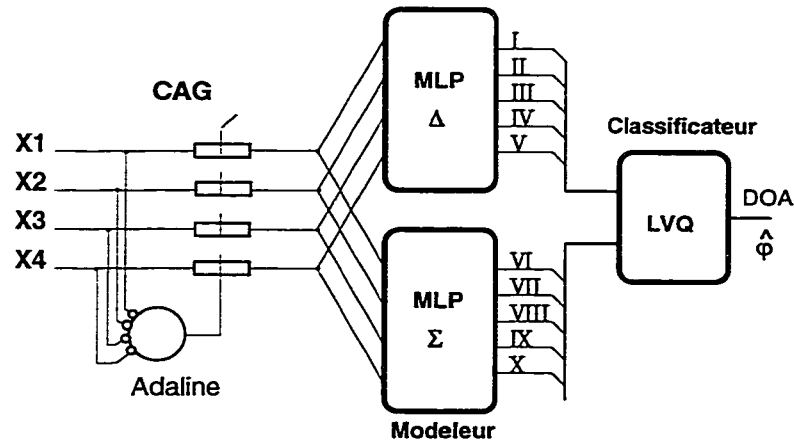 CAG
X1
X2
X3
X4
Adaline
MLP
Δ
I
II
III
IV
V
MLP
Σ
VI
VII
VIII
IX
X
Modeleur
Classificateur
LVQ
DOA
φ̂